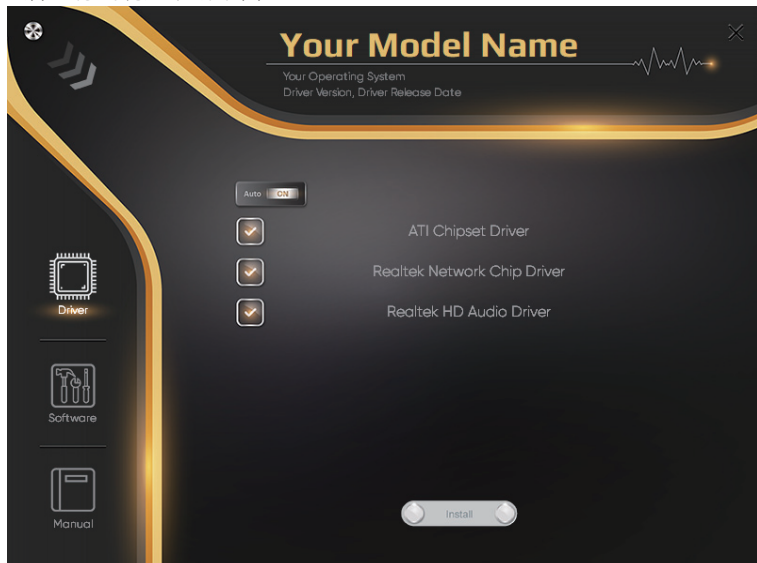 Your Model Name
Your Operating System
Driver Version, Driver Release Date
Auto ON
ATI Chipset Driver
Realtek Network Chip Driver
Realtek HD Audio Driver
Driver
Software
Manual
Install